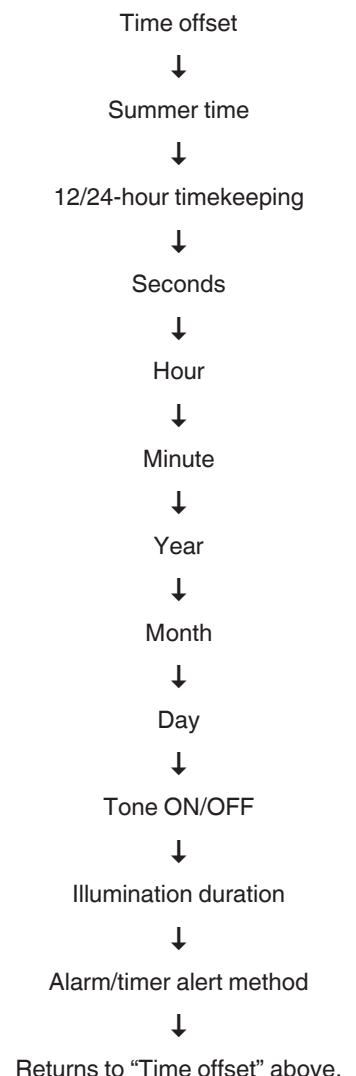 Time offset
Summer time
12/24-hour timekeeping
Seconds
Hour
Minute
Year
Month
Day
Tone ON/OFF
Illumination duration
Alarm/timer alert method
Returns to “Time offset” above.